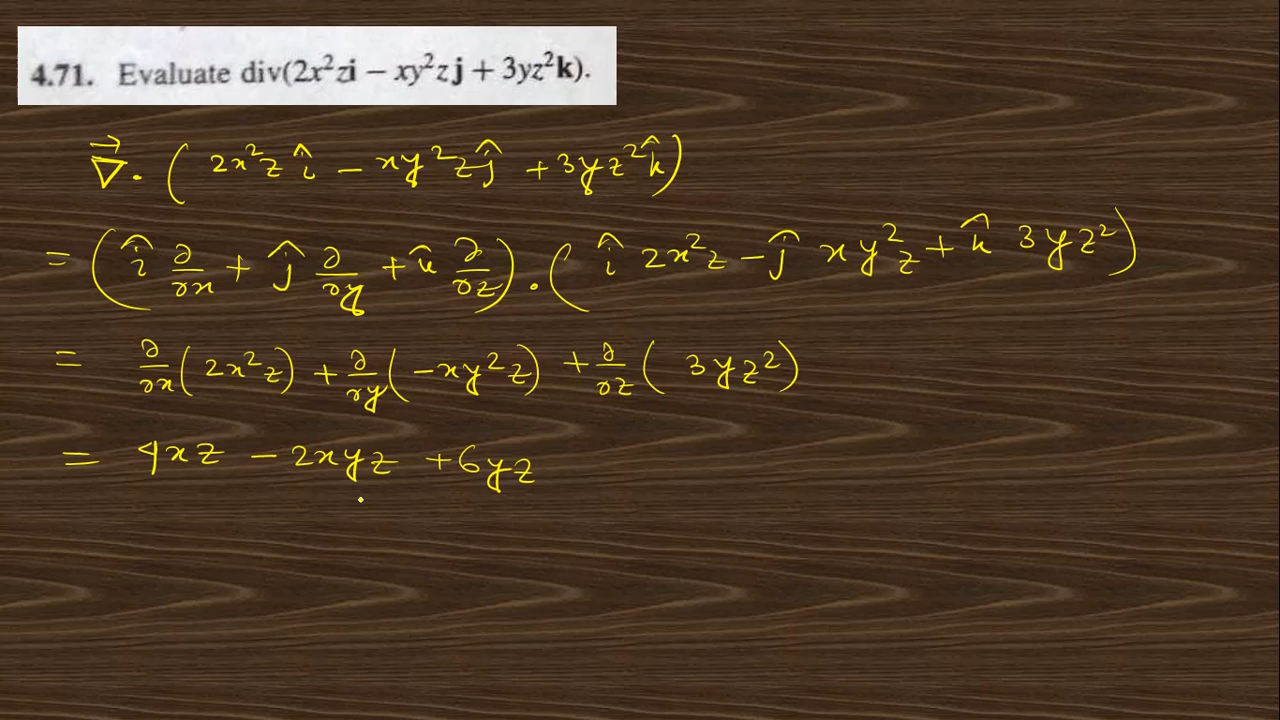 4.71. Evaluate div(2x²zi − xy²zj + 3yz²k).
∇⃗ · (2x²z î − xy²z ĵ + 3yz² k̂)
= (î ∂/∂x + ĵ ∂/∂y + k̂ ∂/∂z) · (î 2x²z − ĵ xy²z + k̂ 3yz²)
= ∂/∂x (2x²z) + ∂/∂y (−xy²z) + ∂/∂z (3yz²)
= 4xz − 2xyz + 6yz